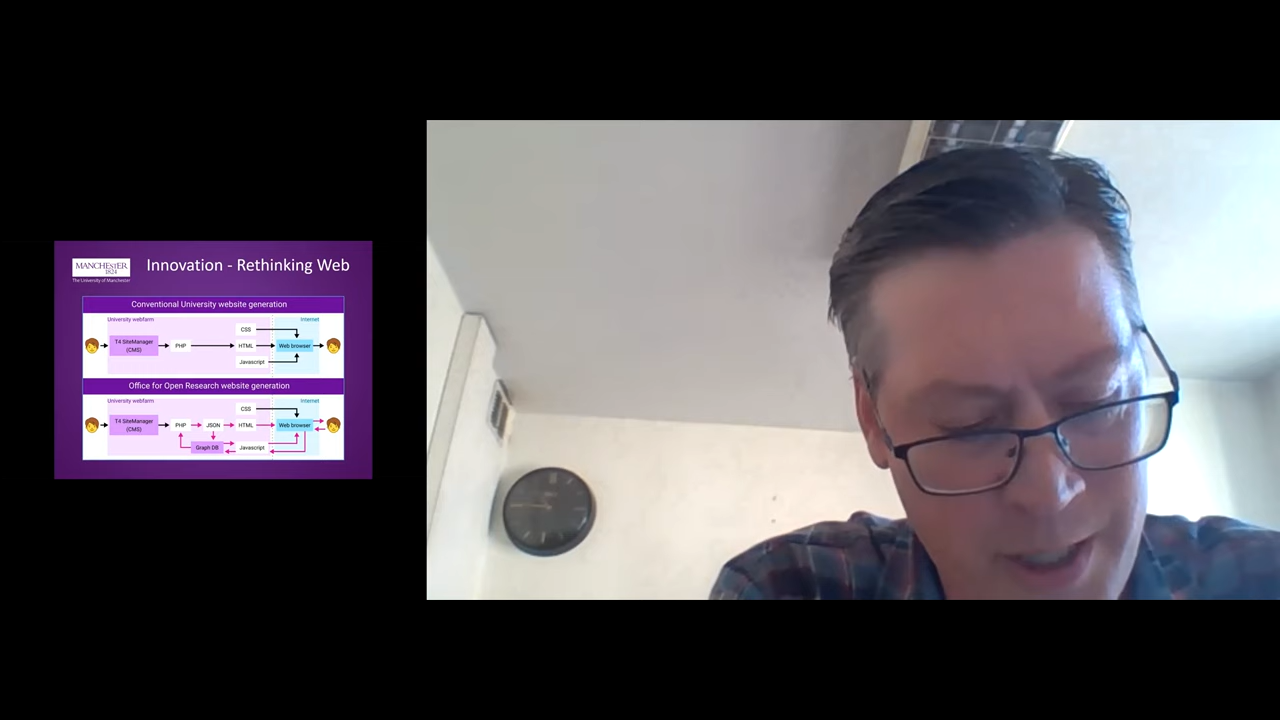 MANCHESTER
1824
The University of Manchester
Innovation - Rethinking Web
Conventional University website generation
University webfarm
Internet
CSS
T4 SiteManager
(CMS)
PHP
HTML
Web browser
Javascript
Office for Open Research website generation
University webfarm
Internet
CSS
T4 SiteManager
(CMS)
PHP
JSON
HTML
Web browser
Graph DB
Javascript